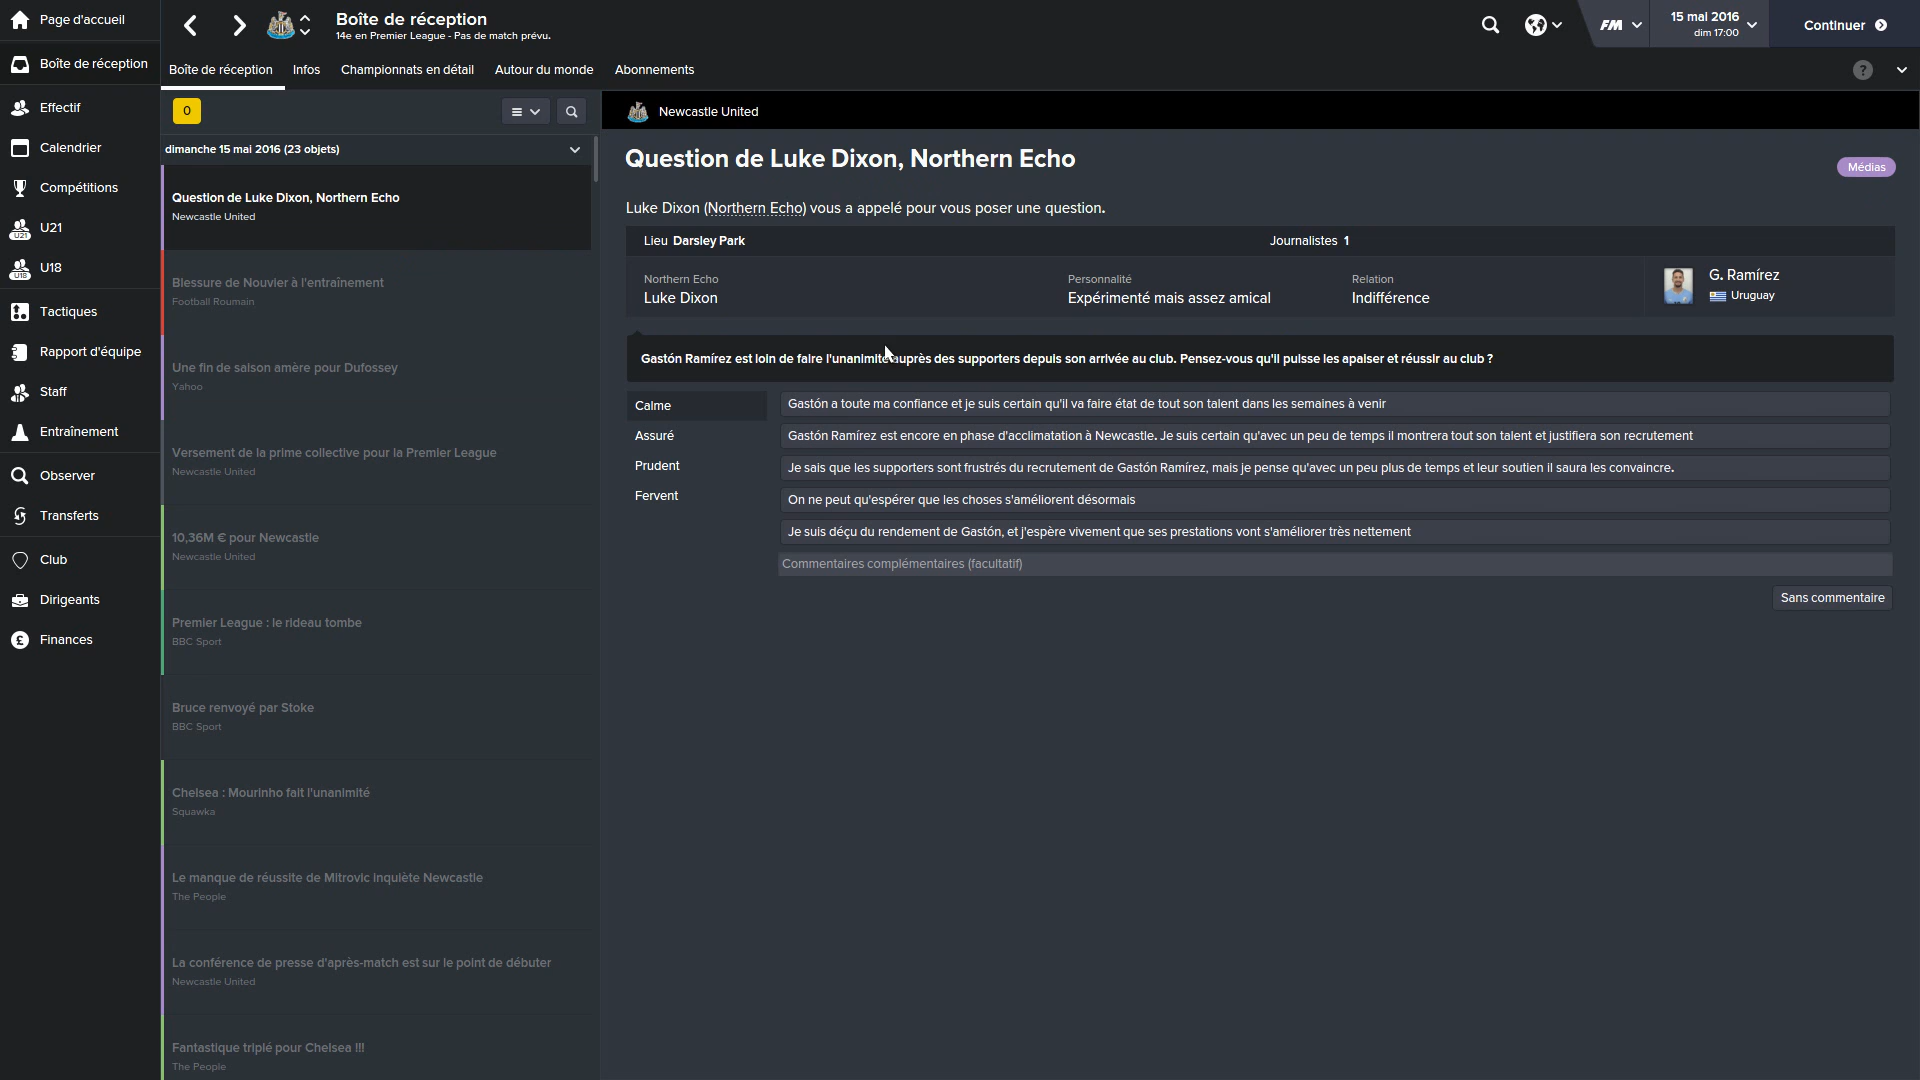 Page d'accueil
Boîte de réception
Effectif
Calendrier
Compétitions
U21
U21
U18
U18
Tactiques
Rapport d'équipe
Staff
Entraînement
Observer
Transferts
Club
Dirigeants
Finances
Boîte de réception
14e en Premier League - Pas de match prévu.
FM
15 mai 2016
dim 17:00
Continuer
Boîte de réception
Infos
Championnats en détail
Autour du monde
Abonnements
?
0
dimanche 15 mai 2016 (23 objets)
Question de Luke Dixon, Northern Echo
Newcastle United
Blessure de Nouvier à l'entraînement
Football Roumain
Une fin de saison amère pour Dufossey
Yahoo
Versement de la prime collective pour la Premier League
Newcastle United
10,36M € pour Newcastle
Newcastle United
Premier League : le rideau tombe
BBC Sport
Bruce renvoyé par Stoke
BBC Sport
Chelsea : Mourinho fait l'unanimité
Squawka
Le manque de réussite de Mitrovic inquiète Newcastle
The People
La conférence de presse d'après-match est sur le point de débuter
Newcastle United
Fantastique triplé pour Chelsea !!!
The People
Newcastle United
Question de Luke Dixon, Northern Echo
Médias
Luke Dixon (Northern Echo) vous a appelé pour vous poser une question.
Lieu Darsley Park
Journalistes 1
Northern Echo
Luke Dixon
Personnalité
Expérimenté mais assez amical
Relation
Indifférence
G. Ramírez
Uruguay
Gastón Ramírez est loin de faire l'unanimité auprès des supporters depuis son arrivée au club. Pensez-vous qu'il puisse les apaiser et réussir au club ?
Calme
Assuré
Prudent
Fervent
Gastón a toute ma confiance et je suis certain qu'il va faire état de tout son talent dans les semaines à venir
Gastón Ramírez est encore en phase d'acclimatation à Newcastle. Je suis certain qu'avec un peu de temps il montrera tout son talent et justifiera son recrutement
Je sais que les supporters sont frustrés du recrutement de Gastón Ramírez, mais je pense qu'avec un peu plus de temps et leur soutien il saura les convaincre.
On ne peut qu'espérer que les choses s'améliorent désormais
Je suis déçu du rendement de Gastón, et j'espère vivement que ses prestations vont s'améliorer très nettement
Commentaires complémentaires (facultatif)
Sans commentaire